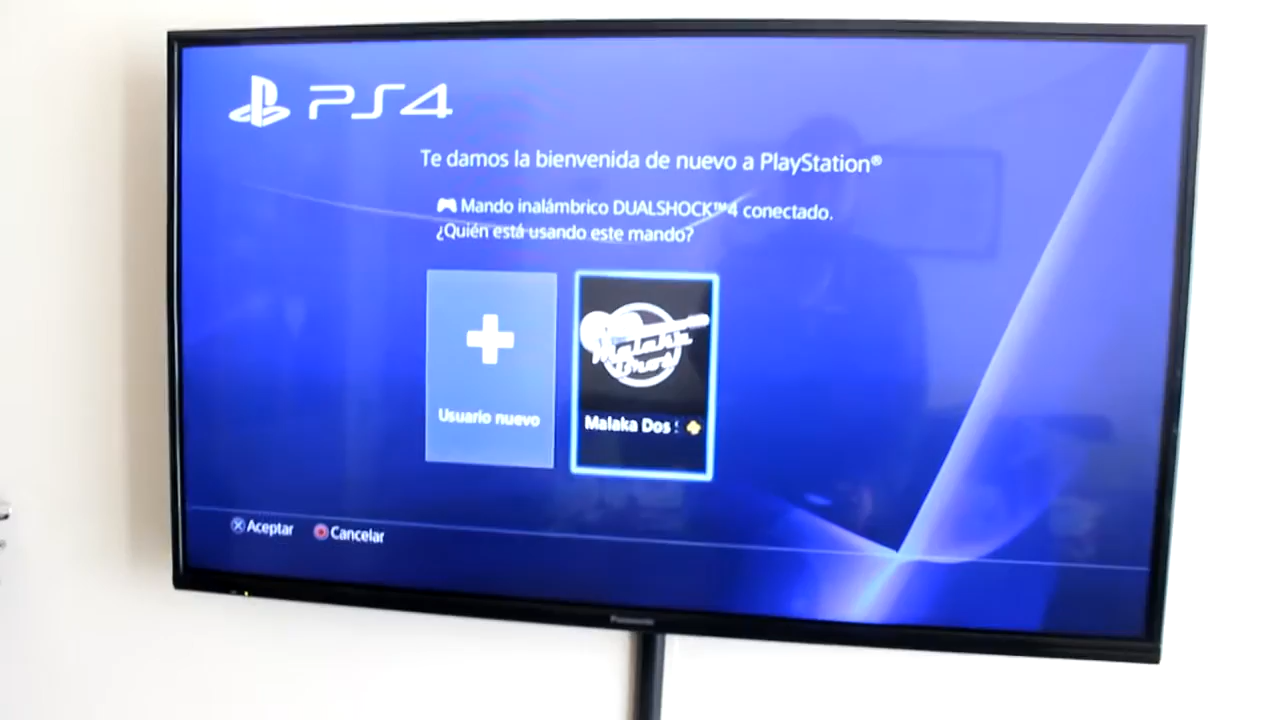 PS4
Te damos la bienvenida de nuevo a PlayStation®
Mando inalámbrico DUALSHOCK™4 conectado.
¿Quién está usando este mando?
Usuario nuevo
Malaka Dos
Aceptar
Cancelar
Panasonic